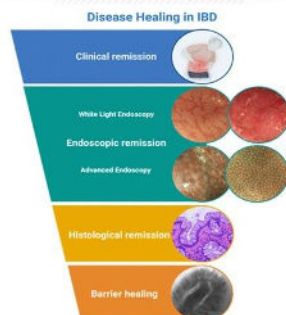 Disease Healing in IBD
Clinical remission
White Light Endoscopy
Endoscopic remission
Advanced Endoscopy
Histological remission
Barrier healing